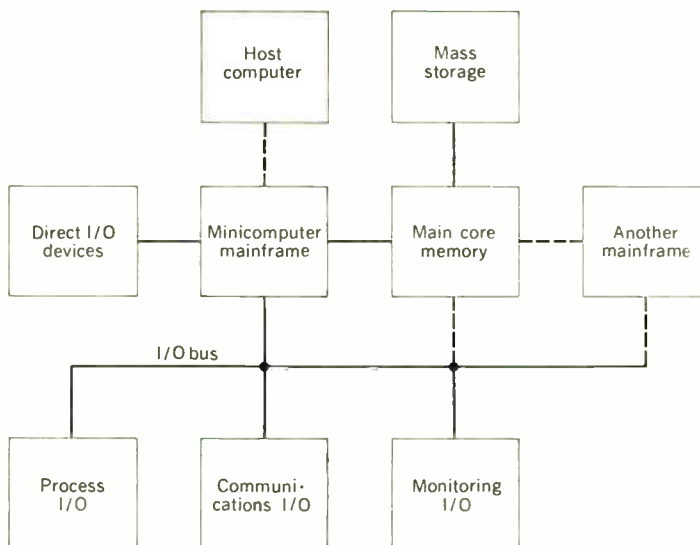 Host
computer
Mass
storage
Direct I/O
devices
Minicomputer
mainframe
Main core
memory
Another
mainframe
I/O bus
Process
I/O
Communi-
cations I/O
Monitoring
I/O